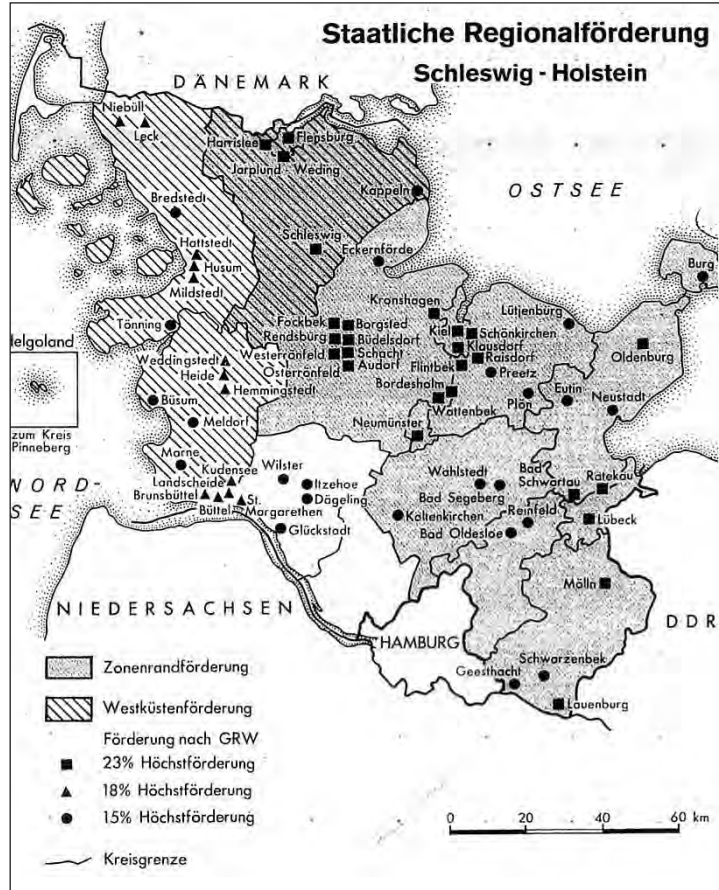 Staatliche Regionalförderung
Schleswig - Holstein
DÄNEMARK
Niebüll
Leck
Harrislee
Flensburg
Jarplund Weding
Kappeln
OSTSEE
Bredstedt
Schleswig
Eckernförde
Hattstedt
Husum
Mildstedt
Burg
Kronshagen
Lütjenburg
Tönning
Fockbek
Borgsted
Kiel
Schönkirchen
Helgoland
Rendsburg
Büdelsdorf
Klausdorf
Oldenburg
Weddingstedt
Westerrönfeld
Schacht
Raisdorf
Heide
Osterrönfeld
Audorf
Flintbek
Preetz
Hemmingstedt
Bordesholm
Eutin
Büsum
Plön
Neustadt
Wattenbek
Meldorf
Neumünster
zum Kreis
Pinneberg
Marne
Kudensee
Wilster
Wahlstedt
Bad
Schwartau
Ratekau
NORD-
SEE
Landscheide
Itzehoe
Bad Segeberg
Brunsbüttel
St.
Dägeling
Reinfeld
Büttel
Margarethen
Kaltenkirchen
Lübeck
Glückstadt
Bad Oldesloe
Mölln
NIEDERSACHSEN
DDR
HAMBURG
Schwarzenbek
Geesthacht
Lauenburg
Zonenrandförderung
Westküstenförderung
Förderung nach GRW
23% Höchstförderung
18% Höchstförderung
15% Höchstförderung
Kreisgrenze
0 20 40 60
km